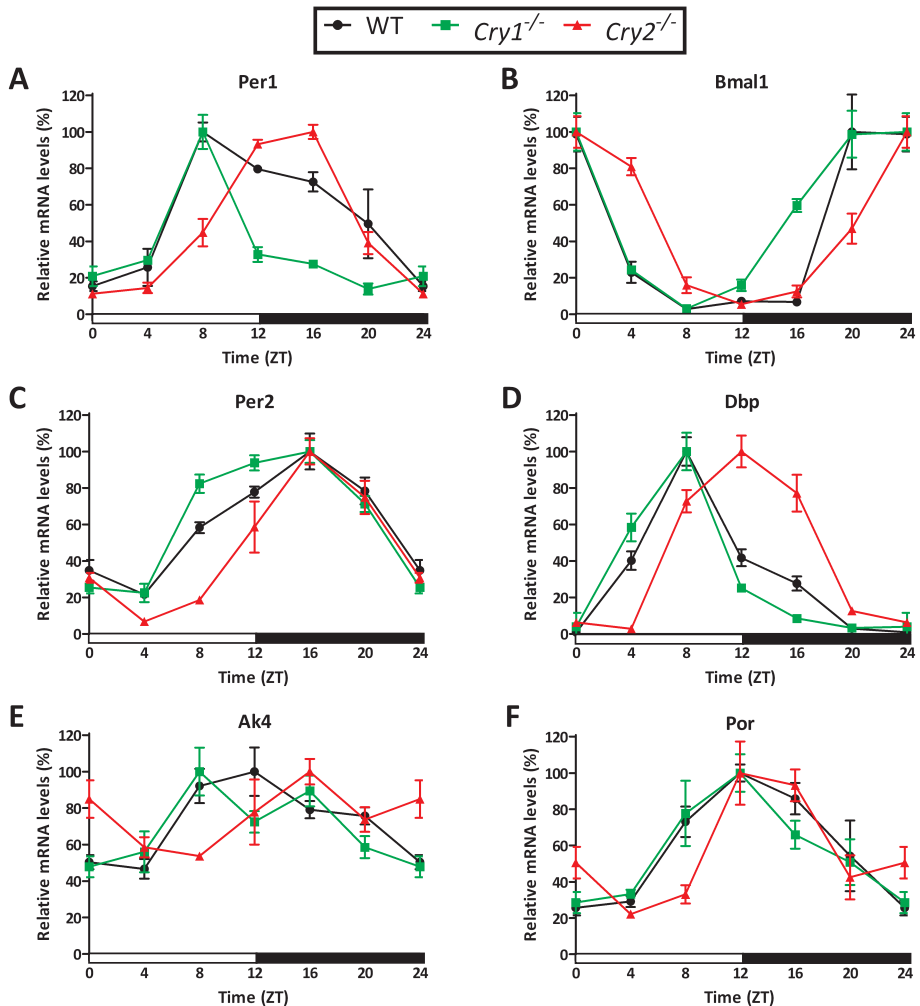 WT Cry1-/- Cry2-/-
A Per1
Relative mRNA levels (%)
120
100
80
60
40
20
0
0 4 8 12 16 20 24
Time (ZT)
B Bmal1
Relative mRNA levels (%)
120
100
80
60
40
20
0
0 4 8 12 16 20 24
Time (ZT)
C Per2
Relative mRNA levels (%)
120
100
80
60
40
20
0
0 4 8 12 16 20 24
Time (ZT)
D Dbp
Relative mRNA levels (%)
120
100
80
60
40
20
0
0 4 8 12 16 20 24
Time (ZT)
E Ak4
Relative mRNA levels (%)
120
100
80
60
40
20
0
0 4 8 12 16 20 24
Time (ZT)
F Por
Relative mRNA levels (%)
120
100
80
60
40
20
0
0 4 8 12 16 20 24
Time (ZT)